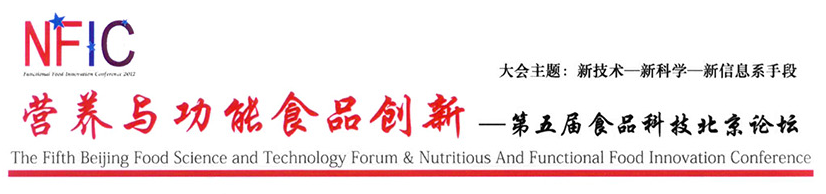 NFIC
Functional Food Innovation Conference 2012
大会主题：新技术—新科学—新信息系手段
营养与功能食品创新 —第五届食品科技北京论坛
The Fifth Beijing Food Science and Technology Forum & Nutritious And Functional Food Innovation Conference